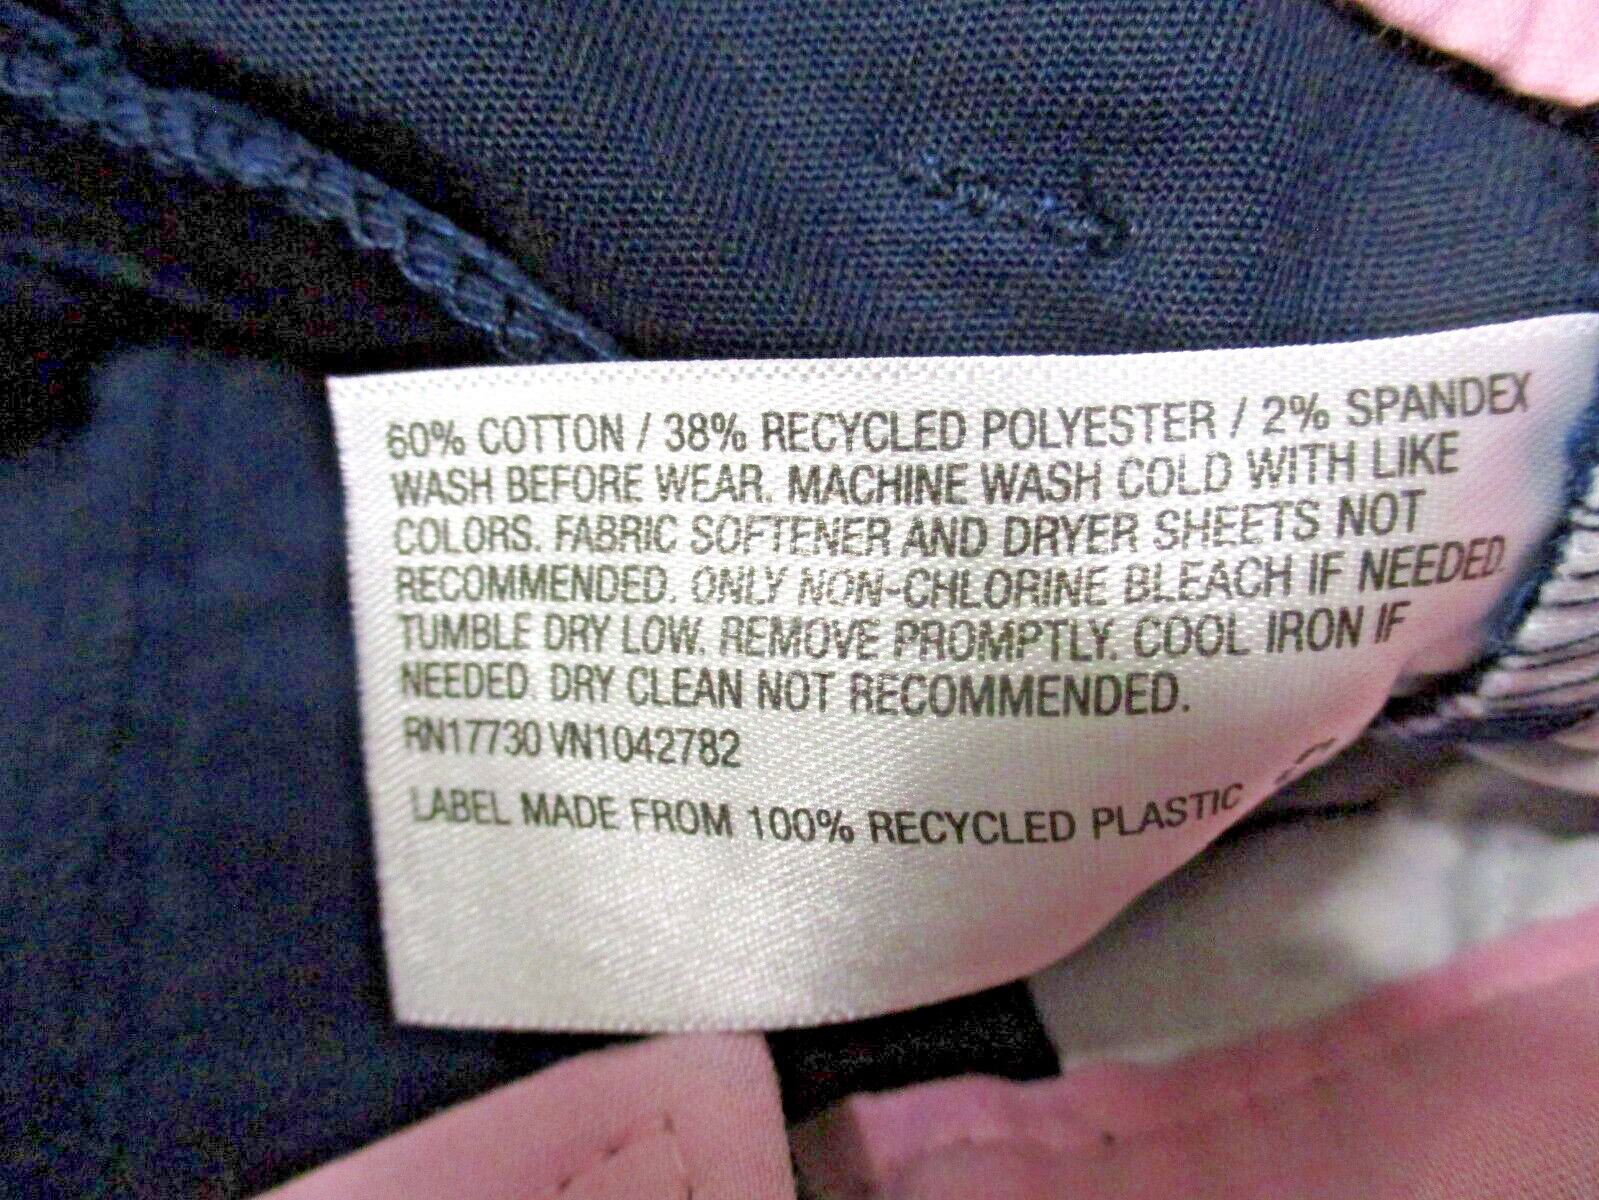 60% COTTON / 38% RECYCLED POLYESTER / 2% SPANDEX
WASH BEFORE WEAR. MACHINE WASH COLD WITH LIKE
COLORS. FABRIC SOFTENER AND DRYER SHEETS NOT
RECOMMENDED. ONLY NON-CHLORINE BLEACH IF NEEDED.
TUMBLE DRY LOW. REMOVE PROMPTLY. COOL IRON IF
NEEDED. DRY CLEAN NOT RECOMMENDED.
RN17730 VN1042782
LABEL MADE FROM 100% RECYCLED PLASTIC